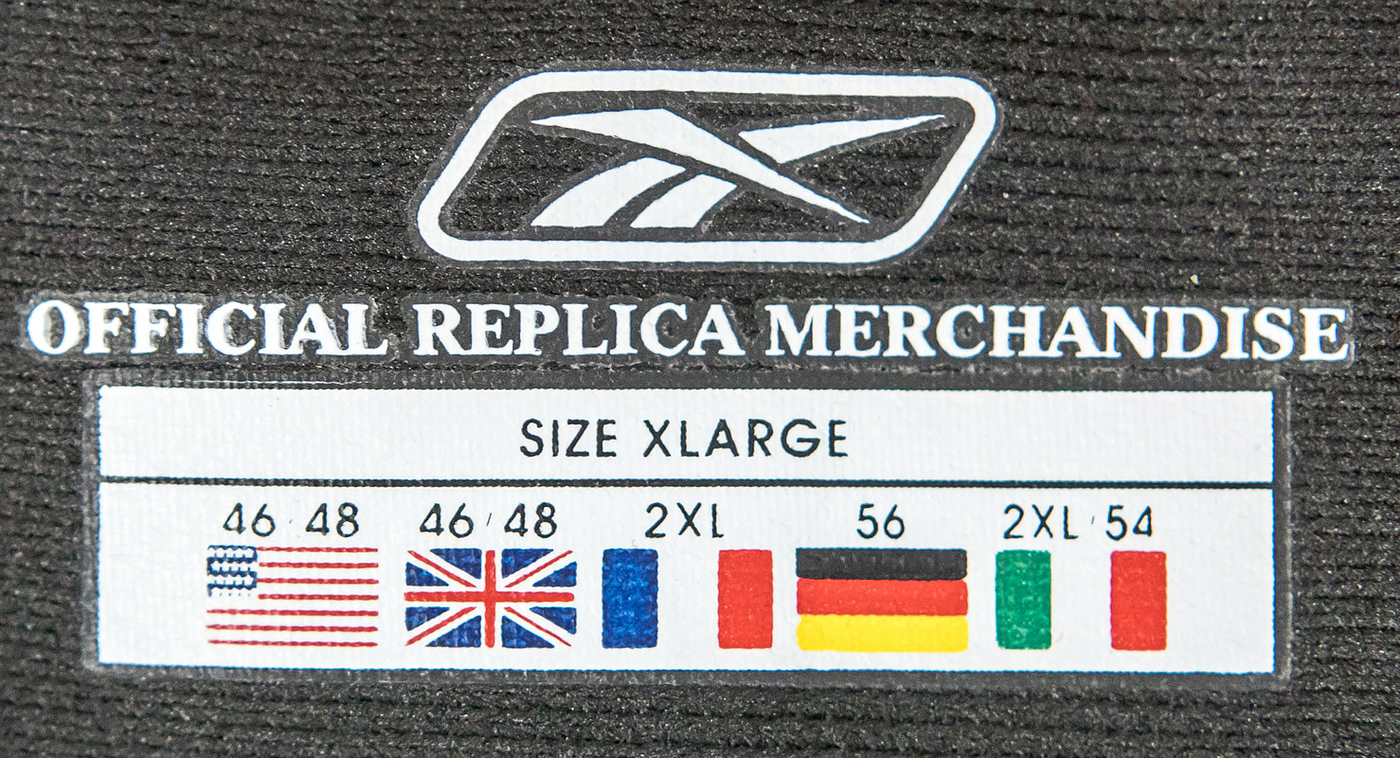 OFFICIAL REPLICA MERCHANDISE
SIZE XLARGE
46 / 48 46 / 48 2XL 56 2XL / 54